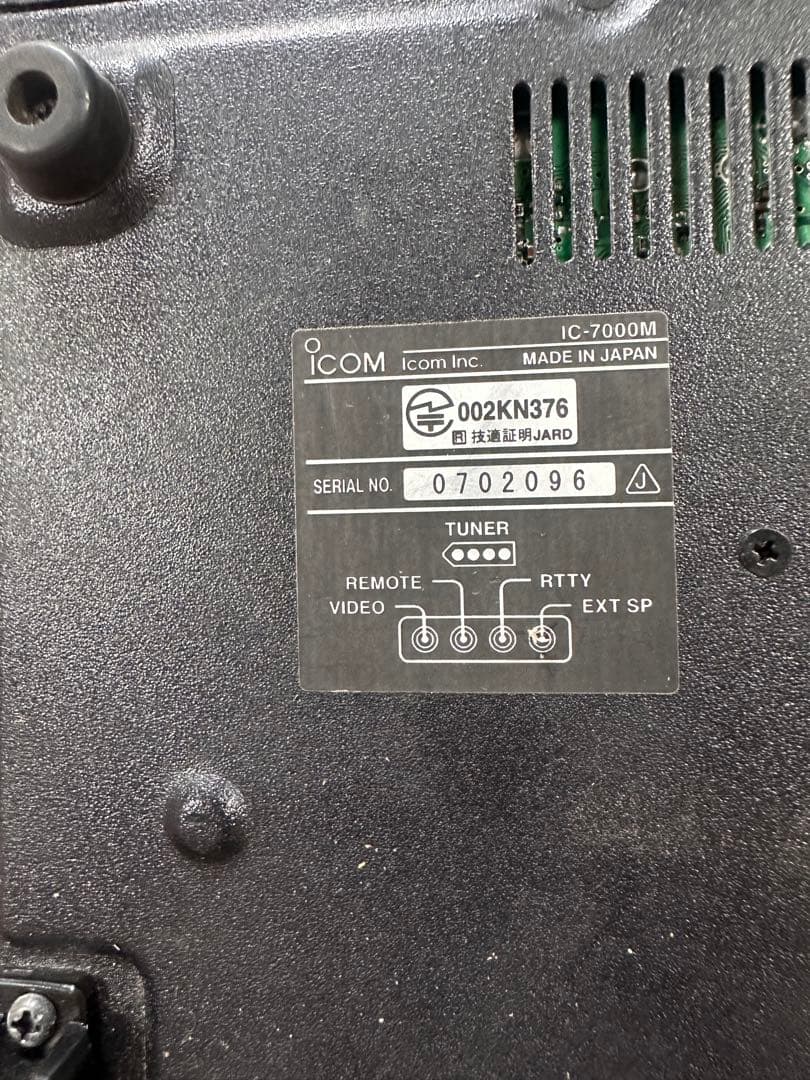 IC-7000M
ICOM Icom Inc. MADE IN JAPAN
002KN376
R 技適証明JARD
SERIAL NO. 0702096 J
TUNER
REMOTE RTTY
VIDEO EXT SP